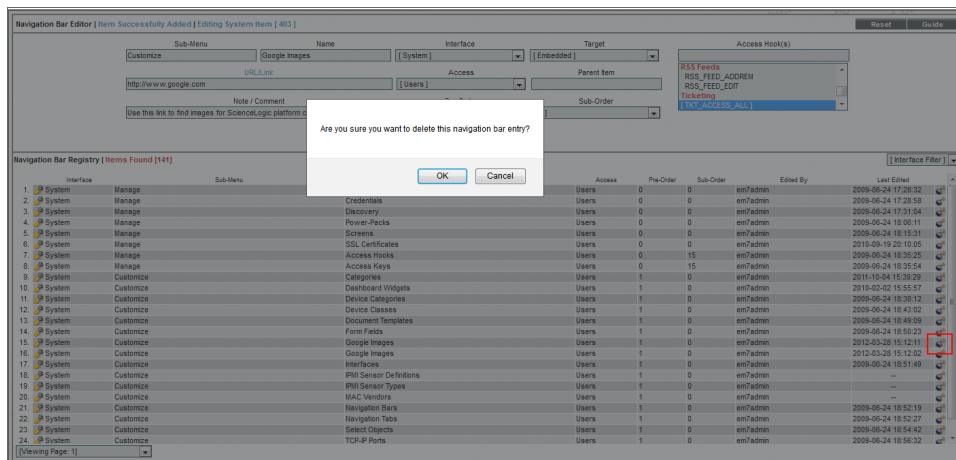 Navigation Bar Editor | Item Successfully Added | Editing System Item [ 483 ] Reset Guide
Sub-Menu Name Interface Target Access Hook(s)
Customize Google Images [ System ] [ Embedded ]
RSS Feeds
RSS_FEED_ADDREM
RSS_FEED_EDIT
Ticketing
[ TKT_ACCESS_ALL ]
URL/Link Access Parent Item
http://www.google.com [ Users ]
Note / Comment Sub-Order
Use this link to find images for ScienceLogic platform c
Are you sure you want to delete this navigation bar entry?
OK Cancel
Navigation Bar Registry | Items Found [141] [ Interface Filter ]
Interface Sub-Menu Access Pre-Order Sub-Order Edited By Last Edited
1. System Manage Users 0 0 em7admin 2009-06-24 17:28:32
2. System Manage Credentials Users 0 0 em7admin 2009-06-24 17:28:58
3. System Manage Discovery Users 0 0 em7admin 2009-06-24 17:31:04
4. System Manage Power-Packs Users 0 0 em7admin 2009-06-24 18:06:11
5. System Manage Screens Users 0 0 em7admin 2009-06-24 18:15:31
6. System Manage SSL Certificates Users 0 0 em7admin 2010-09-19 20:10:05
7. System Manage Access Hooks Users 0 15 em7admin 2009-06-24 18:35:25
8. System Manage Access Keys Users 0 15 em7admin 2009-06-24 18:35:54
9. System Customize Categories Users 1 0 em7admin 2011-10-04 15:39:29
10. System Customize Dashboard Widgets Users 1 0 em7admin 2010-02-02 15:55:57
11. System Customize Device Categories Users 1 0 em7admin 2009-06-24 18:38:12
12. System Customize Device Classes Users 1 0 em7admin 2009-06-24 18:43:02
13. System Customize Document Templates Users 1 0 em7admin 2009-06-24 18:49:09
14. System Customize Form Fields Users 1 0 em7admin 2009-06-24 18:50:23
15. System Customize Google Images Users 1 0 em7admin 2012-03-28 15:12:11
16. System Customize Google Images Users 1 0 em7admin 2012-03-28 15:12:02
17. System Customize Interfaces Users 1 0 em7admin 2009-06-24 18:51:49
18. System Customize IPMI Sensor Definitions Users 1 0 em7admin --
19. System Customize IPMI Sensor Types Users 1 0 em7admin --
20. System Customize MAC Vendors Users 1 0 em7admin --
21. System Customize Navigation Bars Users 1 0 em7admin 2009-06-24 18:52:19
22. System Customize Navigation Tabs Users 1 0 em7admin 2009-06-24 18:52:27
23. System Customize Select Objects Users 1 0 em7admin 2009-06-24 18:54:42
24. System Customize TCP-IP Ports Users 1 0 em7admin 2009-06-24 18:56:32
[Viewing Page: 1]